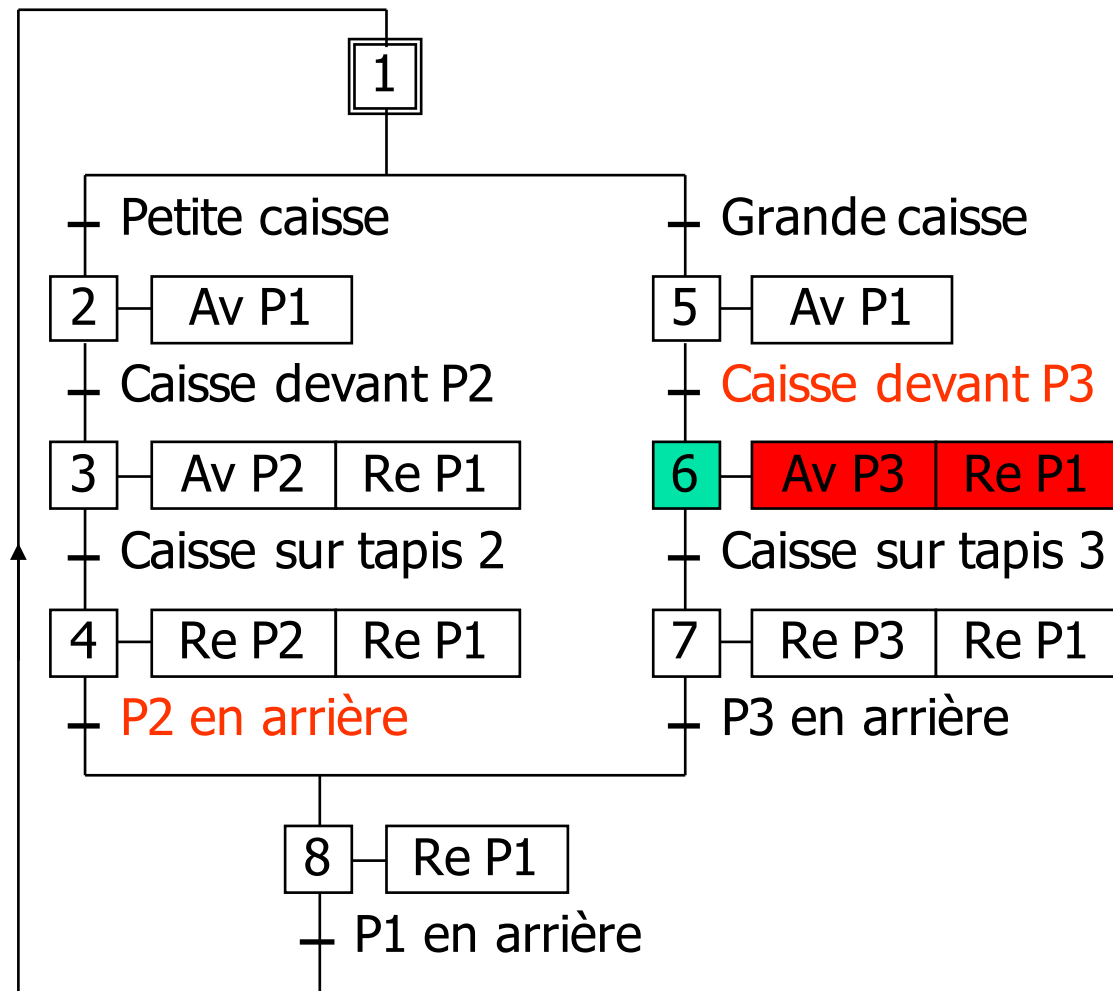 1
Petite caisse
Grande caisse
2 Av P1
5 Av P1
Caisse devant P2
Caisse devant P3
3 Av P2 Re P1
6 Av P3 Re P1
Caisse sur tapis 2
Caisse sur tapis 3
4 Re P2 Re P1
7 Re P3 Re P1
P2 en arrière
P3 en arrière
8 Re P1
P1 en arrière